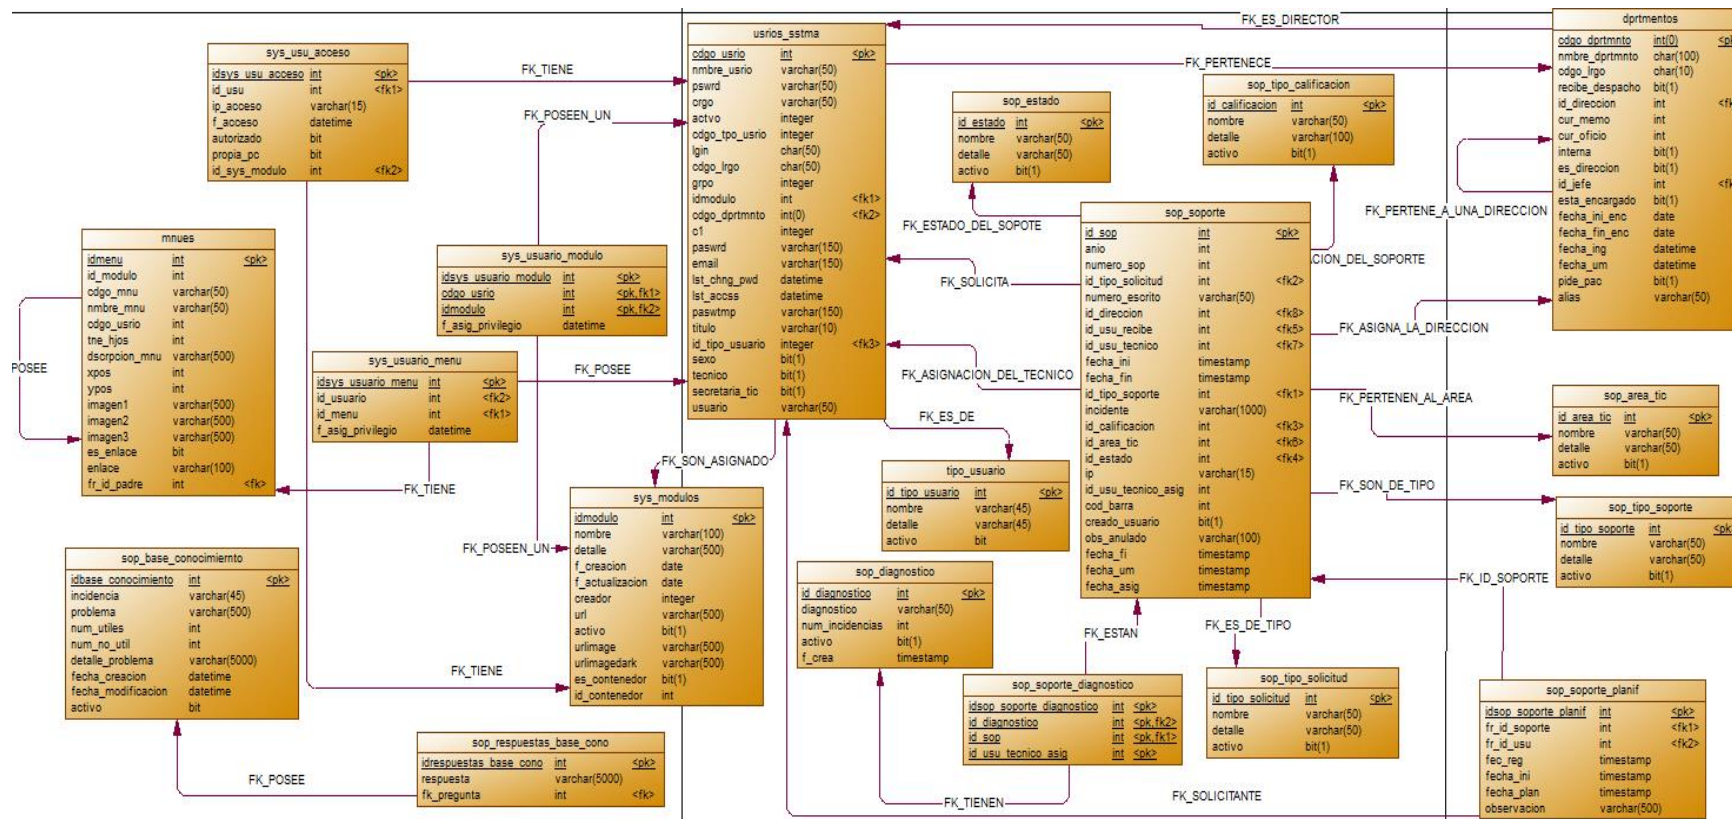 sys_usu_acceso
idsys_usu_acceso int <pk>
id_usu int <fk1>
ip_acceso varchar(15)
f_acceso datetime
autorizado bit
propia_pc bit
id_sys_modulo int <fk2>
FK_TIENE
FK_POSEEN_UN
usrios_sstma
cdgo_usrio int <pk>
nmbre_usrio varchar(50)
pswrd varchar(50)
crgo varchar(50)
actvo integer
cdgo_tpo_usrio integer
lgin char(50)
cdgo_lrgo char(50)
grpo integer
idmodulo int <fk1>
cdgo_dprtmnto int(0) <fk2>
c1 integer
paswrd varchar(150)
email varchar(150)
lst_chng_pwd datetime
lst_accss datetime
paswtmp varchar(150)
titulo varchar(10)
id_tipo_usuario integer <fk3>
sexo bit(1)
tecnico bit(1)
secretaria_tic bit(1)
usuario varchar(50)
FK_ES_DIRECTOR
FK_PERTENECE
dprtmentos
cdgo_dprtmnto int(0) <pk
nmbre_dprtmnto char(100)
cdgo_lrgo char(10)
recibe_despacho bit(1)
id_direccion int <fk
cur_memo int
cur_oficio int
interna bit(1)
es_direccion bit(1)
id_jefe int <fk
esta_encargado bit(1)
fecha_ini_enc date
fecha_fin_enc date
fecha_ing datetime
fecha_um datetime
pide_pac bit(1)
alias varchar(50)
FK_PERTENE_A_UNA_DIRECCION
sop_tipo_calificacion
id_calificacion int <pk>
nombre varchar(50)
detalle varchar(100)
activo bit(1)
sop_estado
id_estado int <pk>
nombre varchar(50)
detalle varchar(50)
activo bit(1)
FK_ESTADO_DEL_SOPOTE
ACION_DEL_SOPORTE
sop_soporte
id_sop int <pk>
anio int
numero_sop int
id_tipo_solicitud int <fk2>
numero_escrito varchar(50)
id_direccion int <fk8>
id_usu_recibe int <fk5>
id_usu_tecnico int <fk7>
fecha_ini timestamp
fecha_fin timestamp
id_tipo_soporte int <fk1>
incidente varchar(1000)
id_calificacion int <fk3>
id_area_tic int <fk6>
id_estado int <fk4>
ip varchar(15)
id_usu_tecnico_asig int
cod_barra int
creado_usuario bit(1)
obs_anulado varchar(100)
fecha_fi timestamp
fecha_um timestamp
fecha_asig timestamp
FK_SOLICITA
FK_ASIGNA_LA_DIRECCION
FK_ASIGNACION_DEL_TECNICO
FK_PERTENEN_AL_AREA
mnues
idmenu int <pk>
id_modulo int
cdgo_mnu varchar(50)
nmbre_mnu varchar(50)
cdgo_usrio int
tne_hjos int
dscrpcion_mnu varchar(500)
xpos int
ypos int
imagen1 varchar(500)
imagen2 varchar(500)
imagen3 varchar(500)
es_enlace bit
enlace varchar(100)
fr_id_padre int <fk>
POSEE
sys_usuario_modulo
idsys_usuario_modulo int <pk>
cdgo_usrio int <pk,fk1>
idmodulo int <pk,fk2>
f_asig_privilegio datetime
sys_usuario_menu
idsys_usuario_menu int <pk>
id_usuario int <fk2>
id_menu int <fk1>
f_asig_privilegio datetime
FK_POSEE
FK_TIENE
FK_ES_DE
FK_SON_ASIGNADO
sop_area_tic
id_area_tic int <pk>
nombre varchar(50)
detalle varchar(50)
activo bit(1)
tipo_usuario
id_tipo_usuario int <pk>
nombre varchar(45)
detalle varchar(45)
activo bit
FK_SON_DE_TIPO
sop_tipo_soporte
id_tipo_soporte int <pk>
nombre varchar(50)
detalle varchar(50)
activo bit(1)
sys_modulos
idmodulo int <pk>
nombre varchar(100)
detalle varchar(500)
f_creacion date
f_actualizacion date
creador integer
url varchar(500)
activo bit(1)
urlimage varchar(500)
urlimagedark varchar(500)
es_contenedor bit(1)
id_contenedor int
FK_POSEEN_UN
FK_TIENE
sop_base_conocimiernto
idbase_conocimiento int <pk>
incidencia varchar(45)
problema varchar(500)
num_utiles int
num_no_util int
detalle_problema varchar(5000)
fecha_creacion datetime
fecha_modificacion datetime
activo bit
sop_diagnostico
id_diagnostico int <pk>
diagnostico varchar(50)
num_incidencias int
activo bit(1)
f_crea timestamp
FK_ID_SOPORTE
FK_ESTAN
FK_ES_DE_TIPO
sop_soporte_diagnostico
idsop_soporte_diagnostico int <pk>
id_diagnostico int <pk,fk2>
id_sop int <pk,fk1>
id_usu_tecnico_asig int <pk>
sop_tipo_solicitud
id_tipo_solicitud int <pk>
nombre varchar(50)
detalle varchar(50)
activo bit(1)
sop_soporte_planif
idsop_soporte_planif int <pk>
fr_id_soporte int <fk1>
fr_id_usu int <fk2>
fec_reg timestamp
fecha_ini timestamp
fecha_plan timestamp
observacion varchar(500)
sop_respuestas_base_cono
idrespuestas_base_cono int <pk>
respuesta varchar(5000)
fk_pregunta int <fk>
FK_POSEE
FK_TIENEN
FK_SOLICITANTE